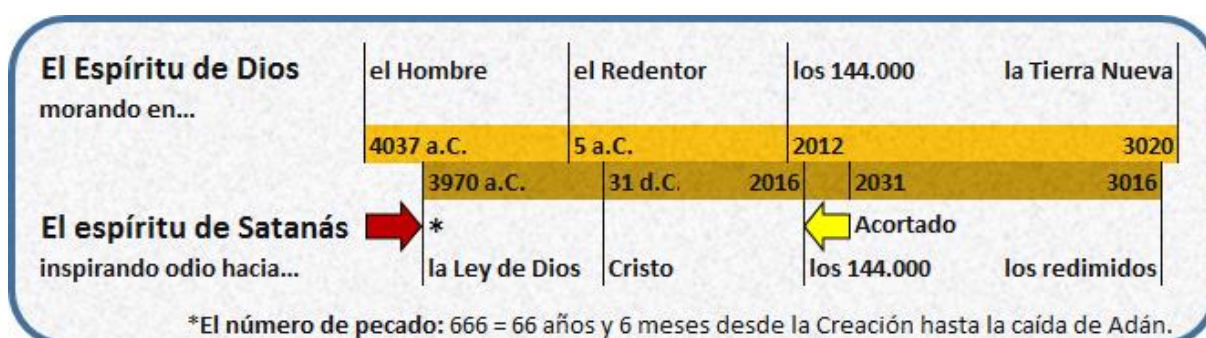 El Espíritu de Dios el Hombre el Redentor los 144.000 la Tierra Nueva
morando en...
4037 a.C. 5 a.C. 2012 3020
3970 a.C. 31 d.C. 2016 2031 3016
El espíritu de Satanás * Acortado
inspirando odio hacia... la Ley de Dios Cristo los 144.000 los redimidos
*El número de pecado: 666 = 66 años y 6 meses desde la Creación hasta la caída de Adán.